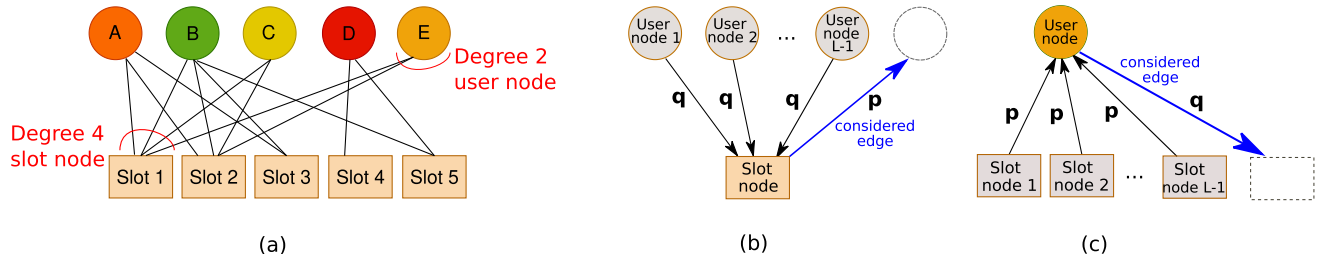 A B C D E
Degree 2
user node
Degree 4
slot node
Slot 1 Slot 2 Slot 3 Slot 4 Slot 5
(a)
User
node 1
User
node 2
...
User
node
L-1
q q q p
considered
edge
Slot
node
(b)
User
node
considered
edge
p p p q
Slot
node 1
Slot
node 2
...
Slot
node L-1
(c)